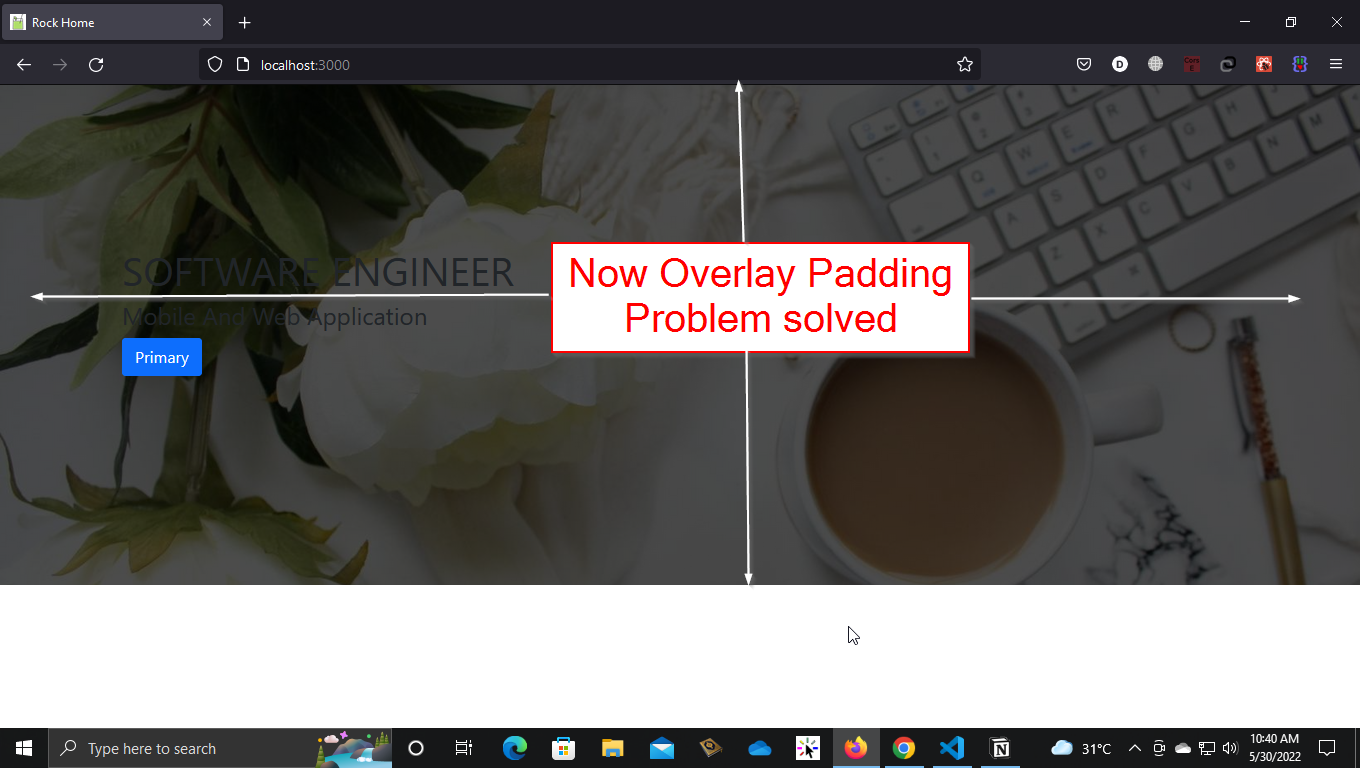 Rock Home
localhost:3000
D
Now Overlay Padding
Problem solved
SOFTWARE ENGINEER
Mobile And Web Application
Primary
Type here to search
31°C
10:40 AM
5/30/2022